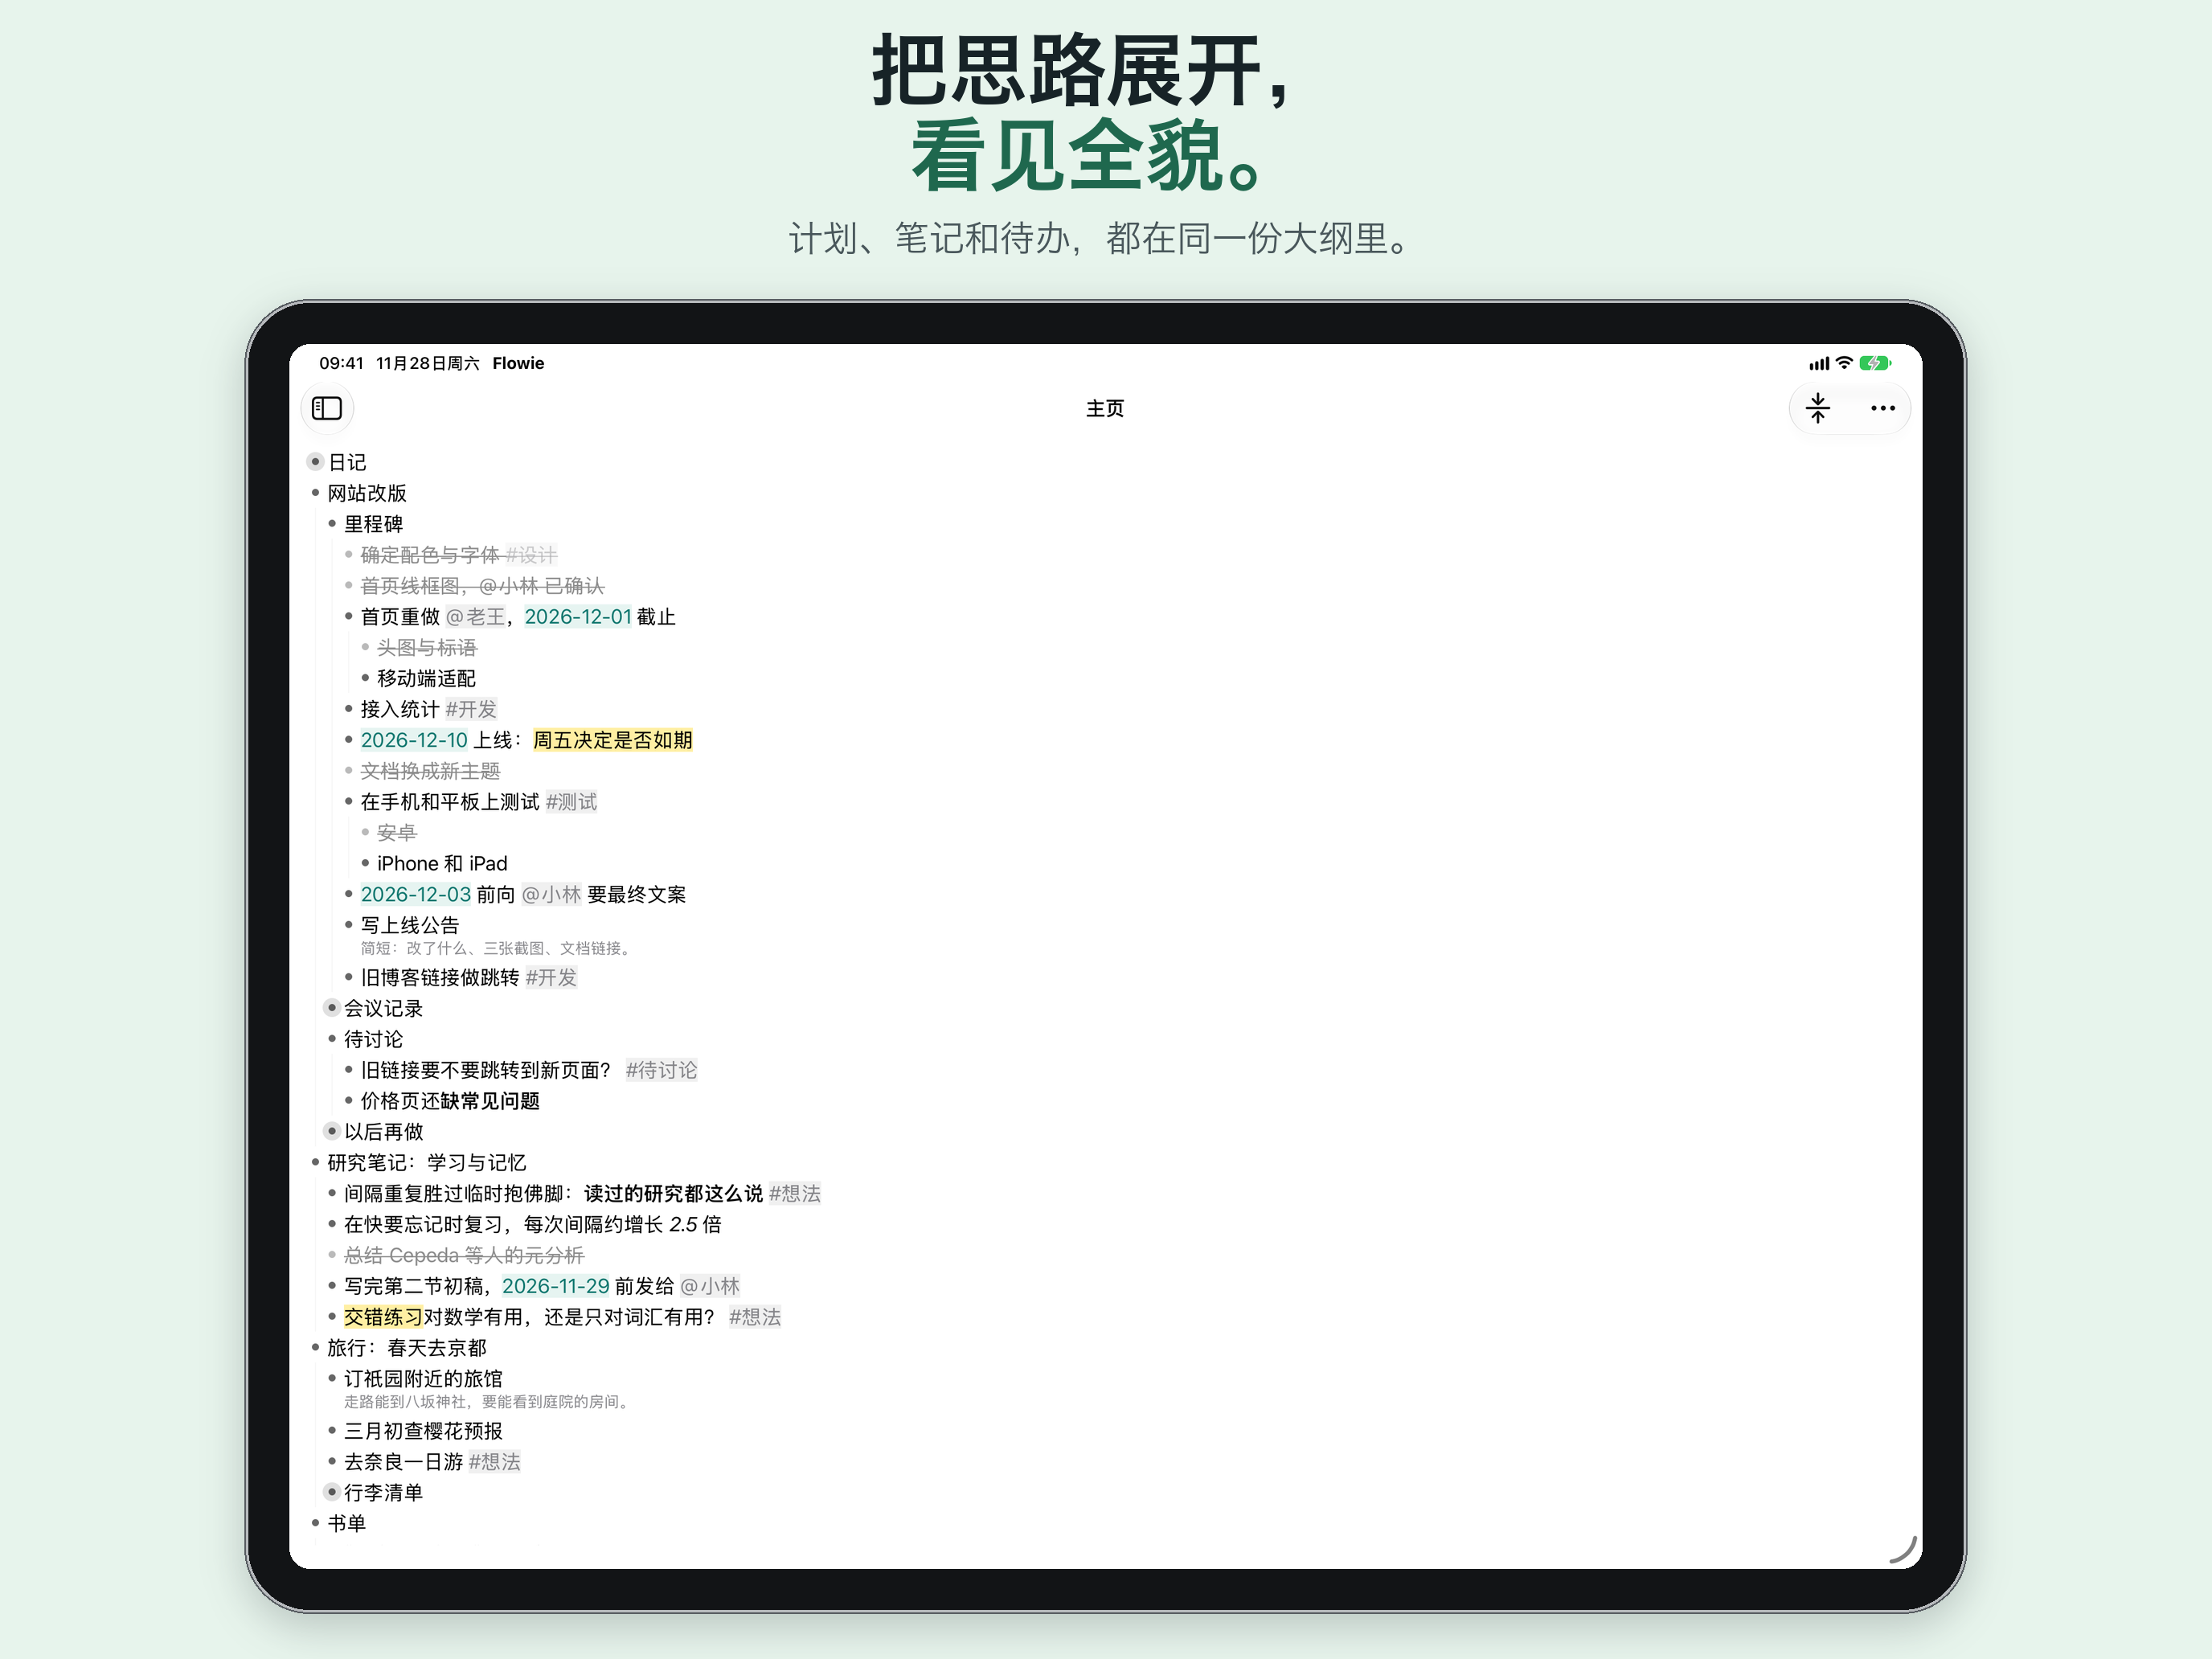 把思路展开，
看见全貌。
计划、笔记和待办，都在同一份大纲里。
09:41 11月28日周六 Flowie
主页
日记
网站改版
里程碑
确定配色与字体 #设计
首页线框图，@小林 已确认
首页重做 @老王，2026-12-01 截止
头图与标语
移动端适配
接入统计 #开发
2026-12-10 上线：周五决定是否如期
文档换成新主题
在手机和平板上测试 #测试
安卓
iPhone 和 iPad
2026-12-03 前向 @小林 要最终文案
写上线公告
简短：改了什么、三张截图、文档链接。
旧博客链接做跳转 #开发
会议记录
待讨论
旧链接要不要跳转到新页面？ #待讨论
价格页还缺常见问题
以后再做
研究笔记：学习与记忆
间隔重复胜过临时抱佛脚：读过的研究都这么说 #想法
在快要忘记时复习，每次间隔约增长 2.5 倍
总结 Cepeda 等人的元分析
写完第二节初稿，2026-11-29 前发给 @小林
交错练习对数学有用，还是只对词汇有用？ #想法
旅行：春天去京都
订祇园附近的旅馆
走路能到八坂神社，要能看到庭院的房间。
三月初查樱花预报
去奈良一日游 #想法
行李清单
书单